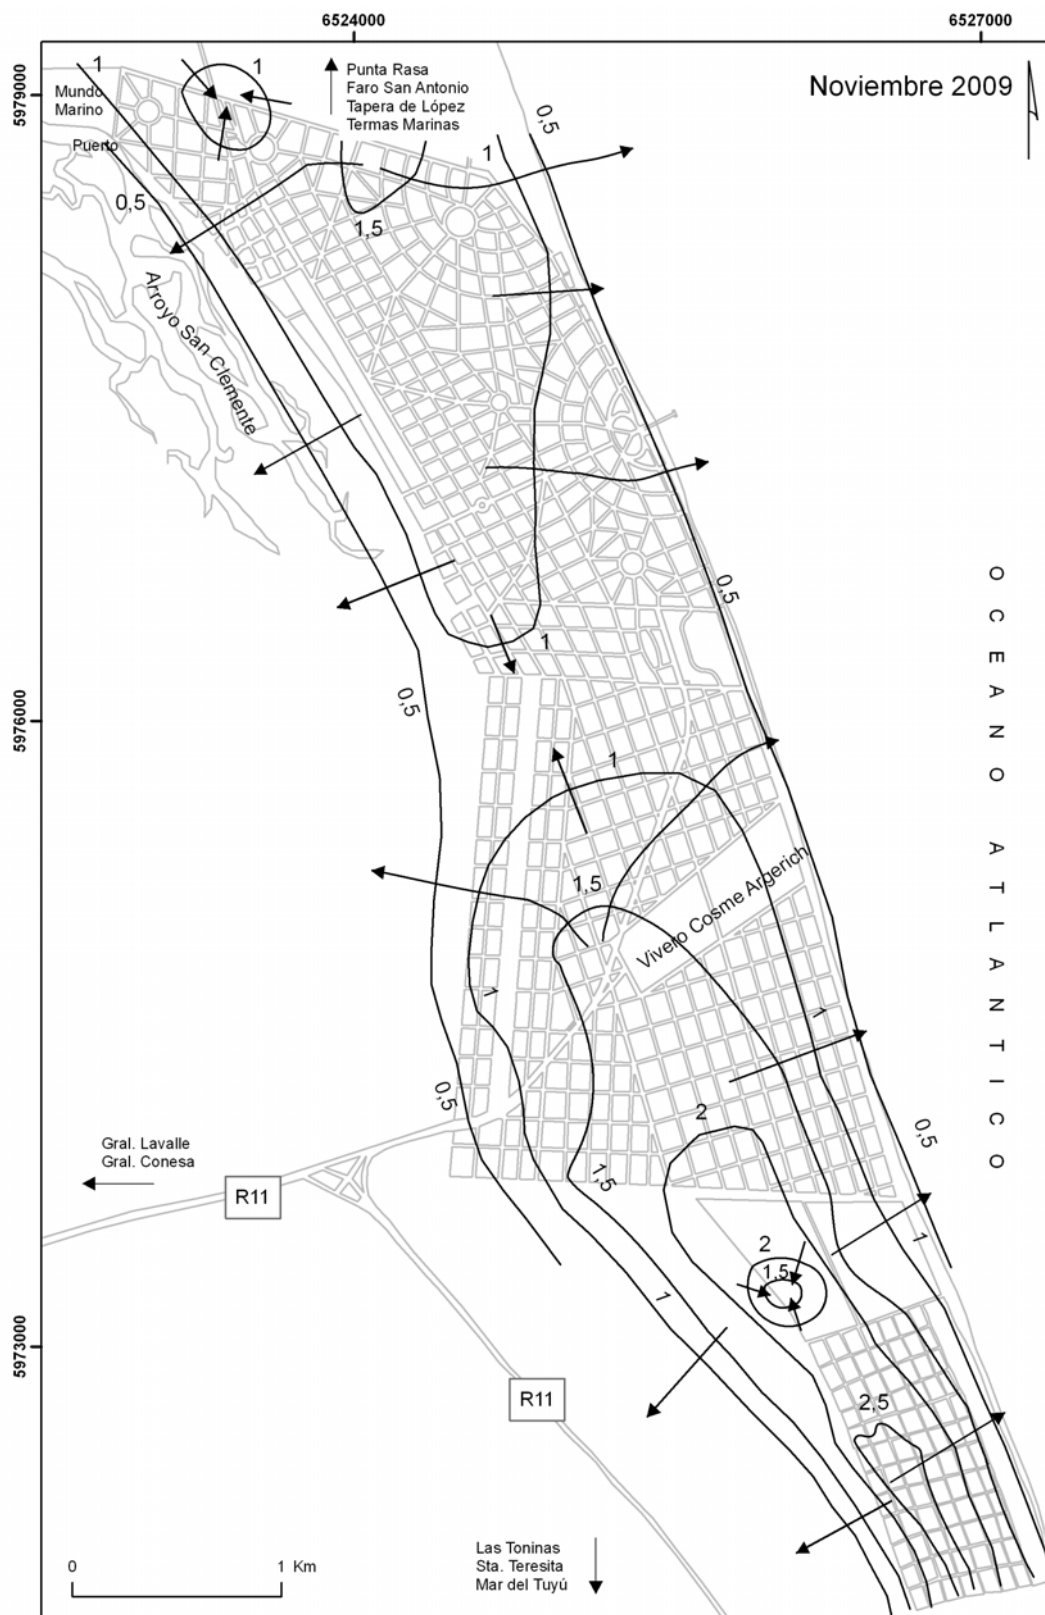 6524000
6527000
5979000
5976000
5973000
Noviembre 2009
1
Mundo
Marino
Puerto
1
Punta Rasa
Faro San Antonio
Tapera de López
Termas Marinas
0,5
1
0,5
1,5
Arroyo San Clemente
0,5
1
0,5
OCEANO ATLANTICO
1
1,5
Vivero Cosme Argerich
1
1
0,5
2
0,5
Gral. Lavalle
Gral. Conesa
R11
1,5
1
2
1,5
1
R11
2,5
0
1 Km
Las Toninas
Sta. Teresita
Mar del Tuyú